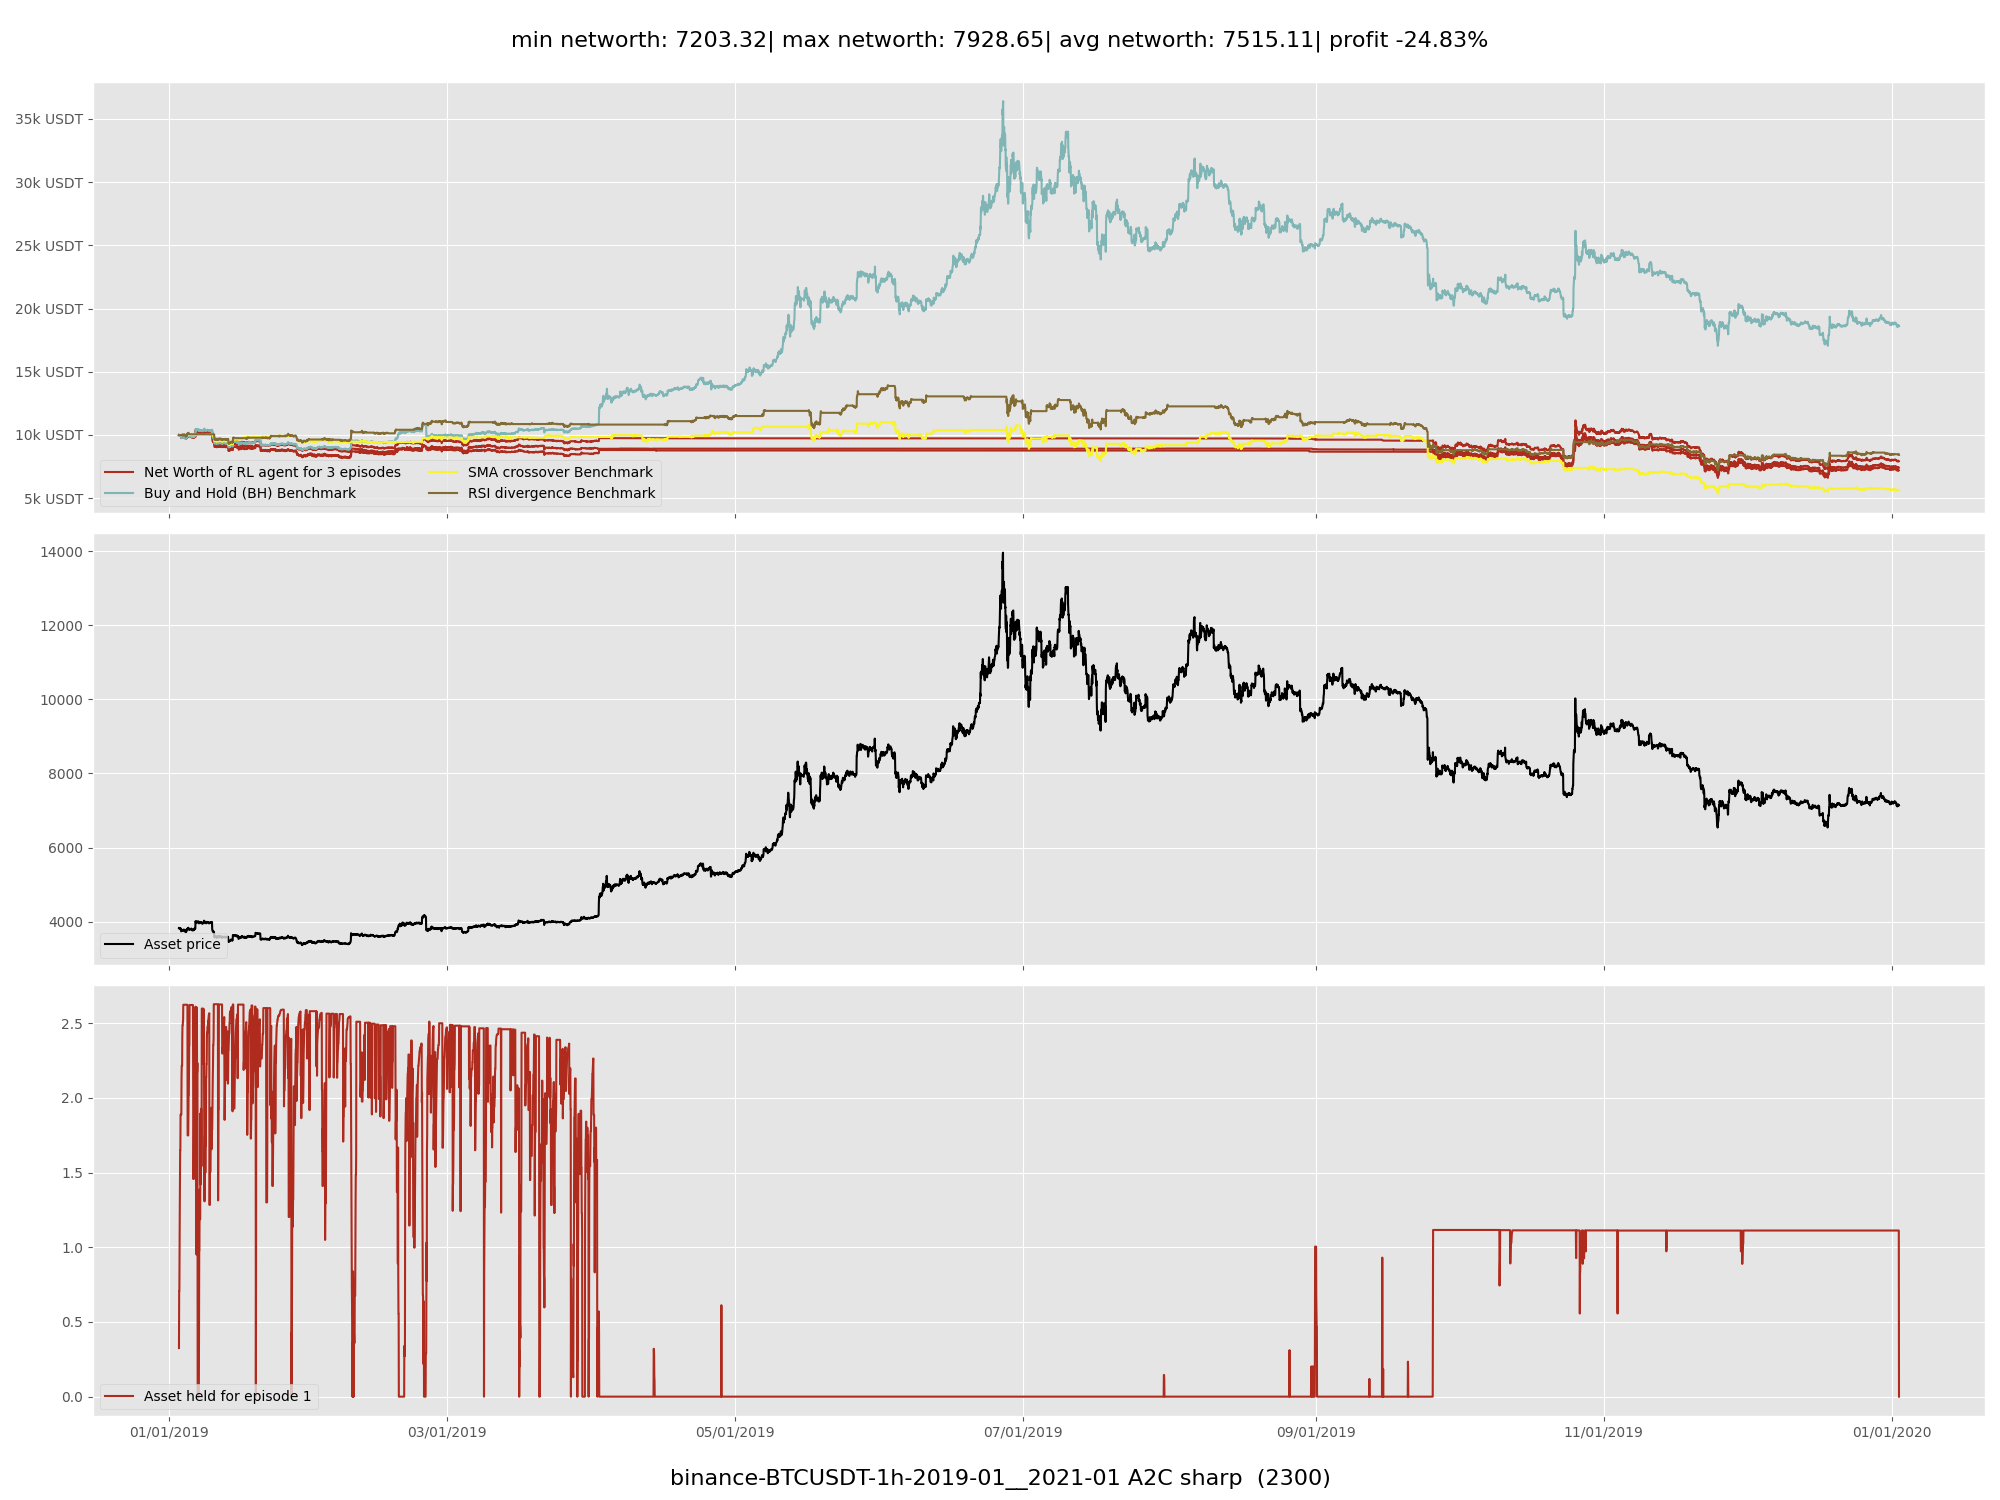 min networth: 7203.32| max networth: 7928.65| avg networth: 7515.11| profit -24.83%
35k USDT
30k USDT
25k USDT
20k USDT
15k USDT
10k USDT
5k USDT
Net Worth of RL agent for 3 episodes
Buy and Hold (BH) Benchmark
SMA crossover Benchmark
RSI divergence Benchmark
14000
12000
10000
8000
6000
4000
Asset price
2.5
2.0
1.5
1.0
0.5
0.0
Asset held for episode 1
01/01/2019
03/01/2019
05/01/2019
07/01/2019
09/01/2019
11/01/2019
01/01/2020
binance-BTCUSDT-1h-2019-01__2021-01 A2C sharp  (2300)